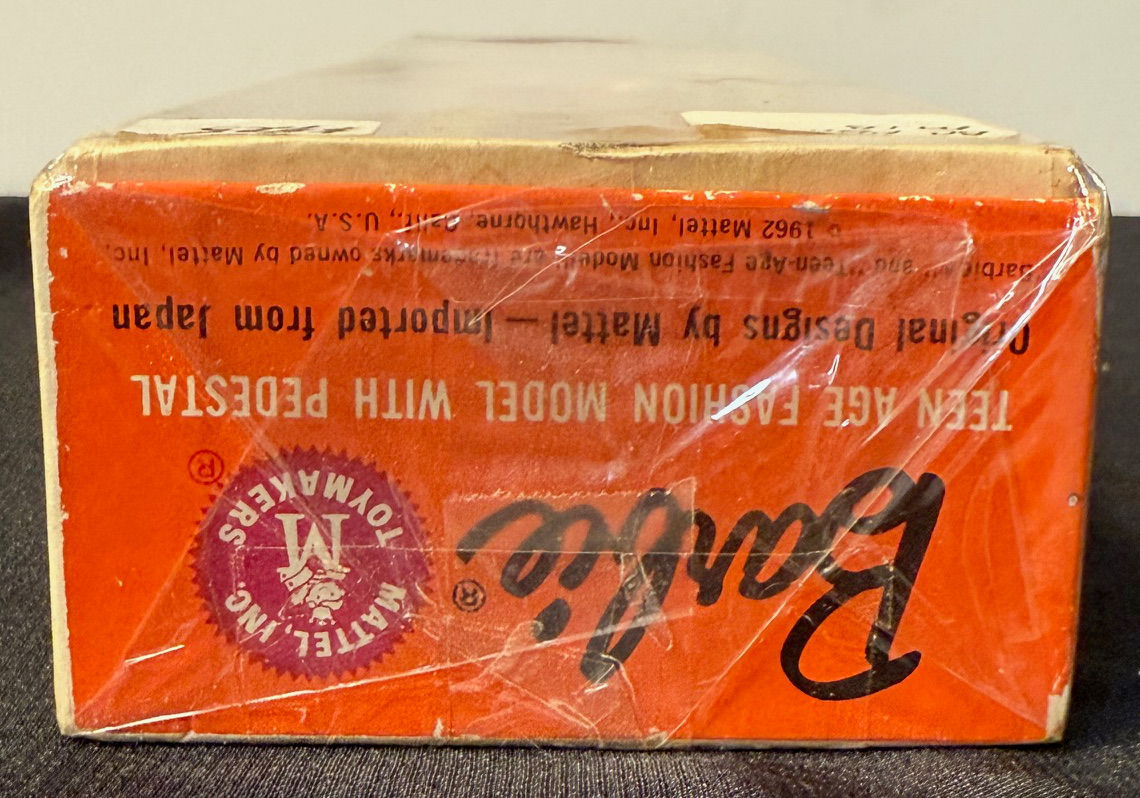 Barbie ®
MATTEL, INC. TOYMAKERS ®
M
TEEN AGE FASHION MODEL WITH PEDESTAL
Original Designs by Mattel — Imported from Japan
"Barbie," and "Teen-Age Fashion Model" are trademarks owned by Mattel, Inc.
© 1962 Mattel, Inc., Hawthorne, Calif., U.S.A.